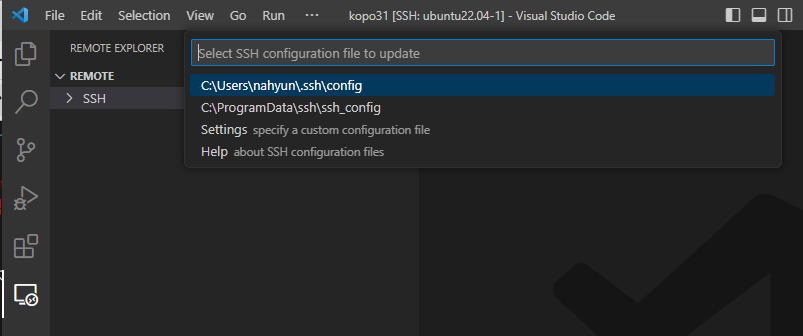 File Edit Selection View Go Run ··· kopo31 [SSH: ubuntu22.04-1] - Visual Studio Code
REMOTE EXPLORER
Select SSH configuration file to update
REMOTE
C:\Users\nahyun\.ssh\config
SSH
C:\ProgramData\ssh\ssh_config
Settings specify a custom configuration file
Help about SSH configuration files